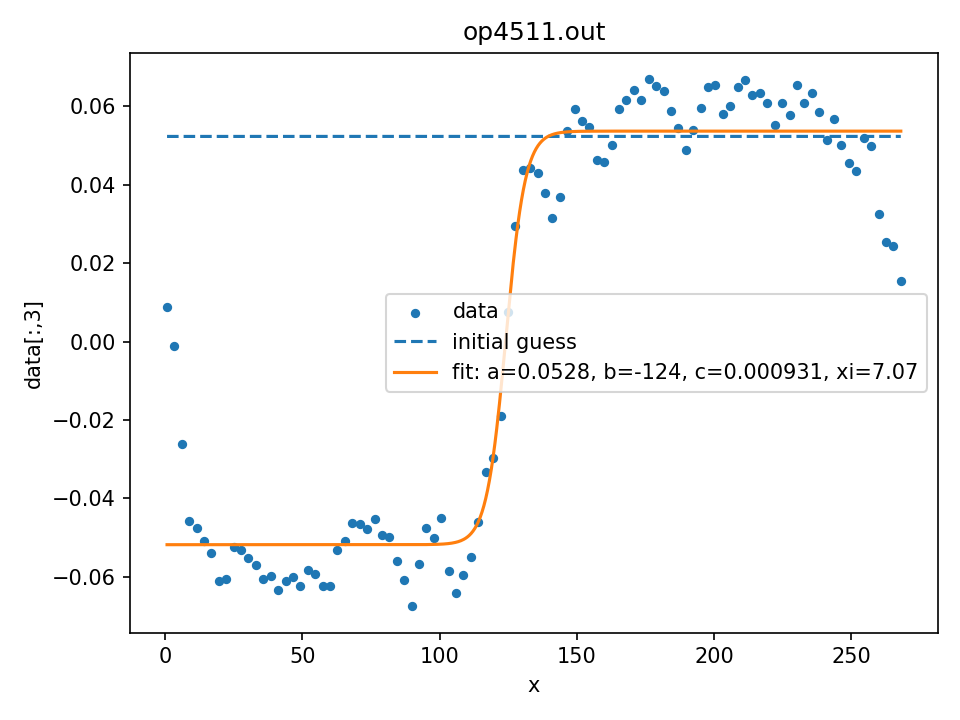 op4511.out
0.06
0.04
0.02
0.00
−0.02
−0.04
−0.06
data[:,3]
data
initial guess
fit: a=0.0528, b=-124, c=0.000931, xi=7.07
0 50 100 150 200 250
x